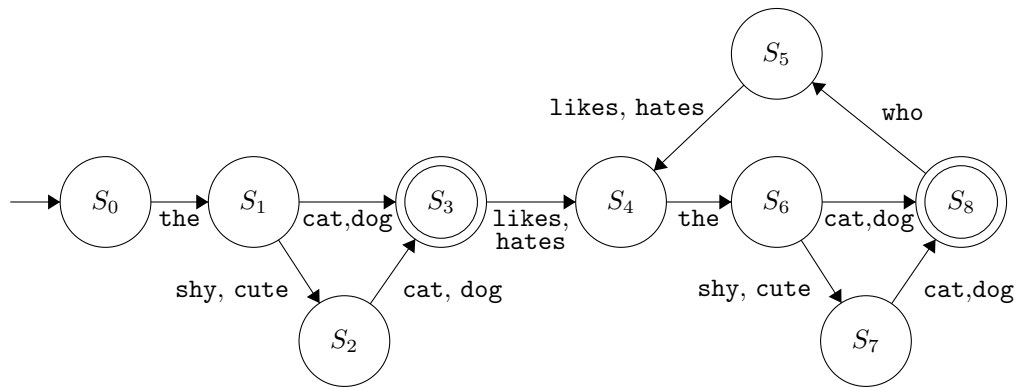 S5
likes, hates
who
S0
the
S1
cat,dog
S3
likes,
hates
S4
the
S6
cat,dog
S8
shy, cute
cat, dog
shy, cute
cat,dog
S2
S7